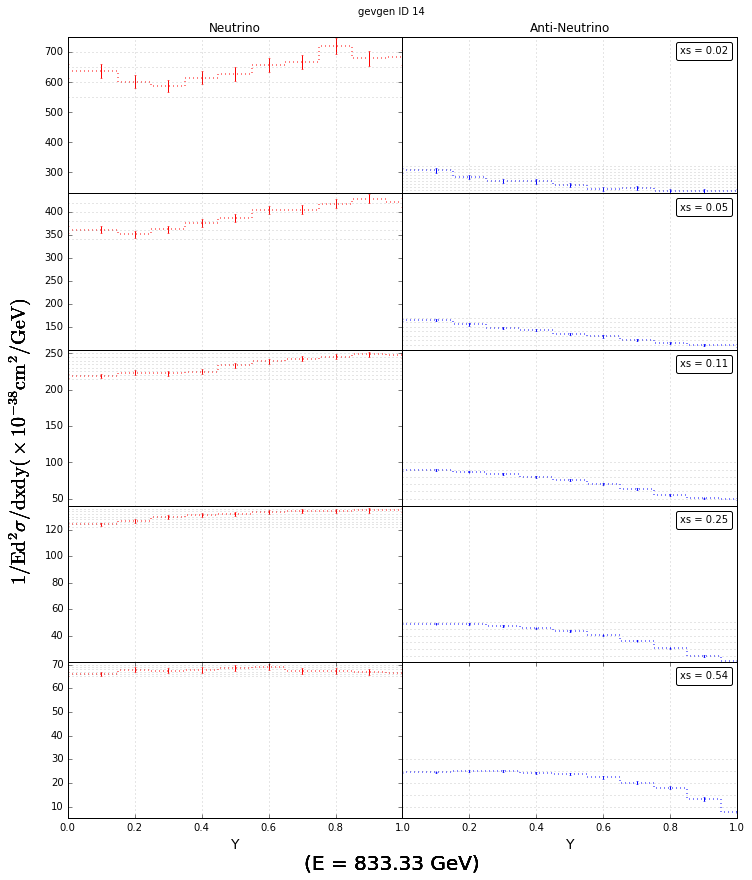 gevgen ID 14
Neutrino
Anti-Neutrino
700
600
500
400
300
xs = 0.02
400
350
300
250
200
150
xs = 0.05
250
200
100
50
xs = 0.11
120
100
80
60
40
xs = 0.25
70
60
50
40
30
20
10
xs = 0.54
0.0 0.2 0.4 0.6 0.8 1.0 0.2 0.4 0.6 0.8 1.0
Y Y
(E = 833.33 GeV)
1/Ed²σ/dxdy(×10⁻³⁸cm²/GeV)